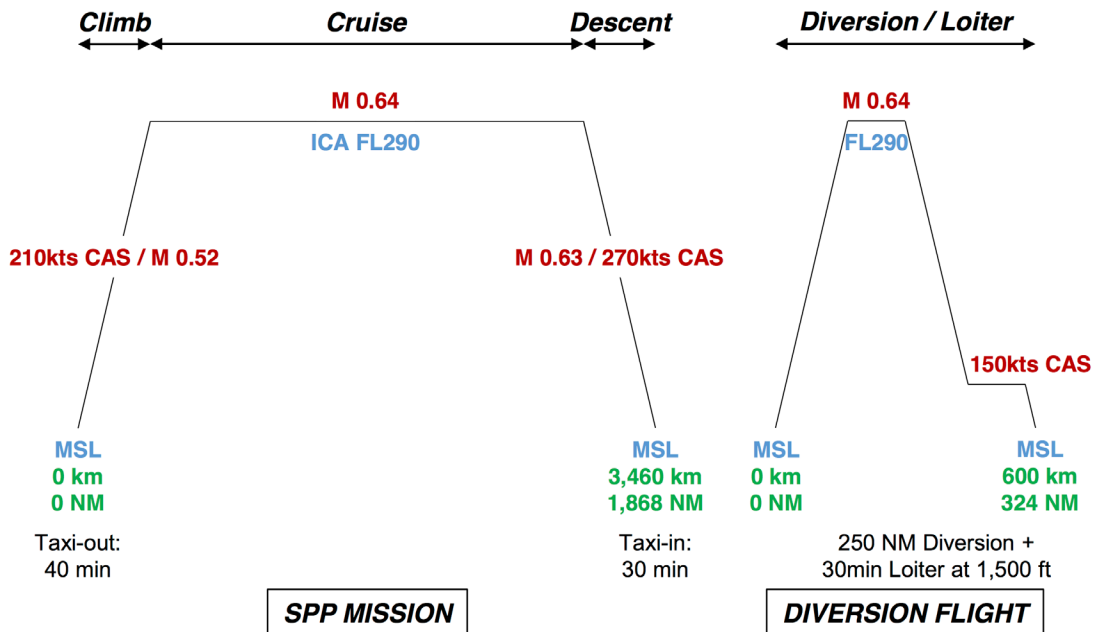 Climb
Cruise
Descent
Diversion / Loiter
M 0.64
ICA FL290
M 0.64
FL290
210kts CAS / M 0.52
M 0.63 / 270kts CAS
150kts CAS
MSL
0 km
0 NM
MSL
3,460 km
1,868 NM
MSL
0 km
0 NM
MSL
600 km
324 NM
Taxi-out:
40 min
Taxi-in:
30 min
250 NM Diversion +
30min Loiter at 1,500 ft
SPP MISSION
DIVERSION FLIGHT